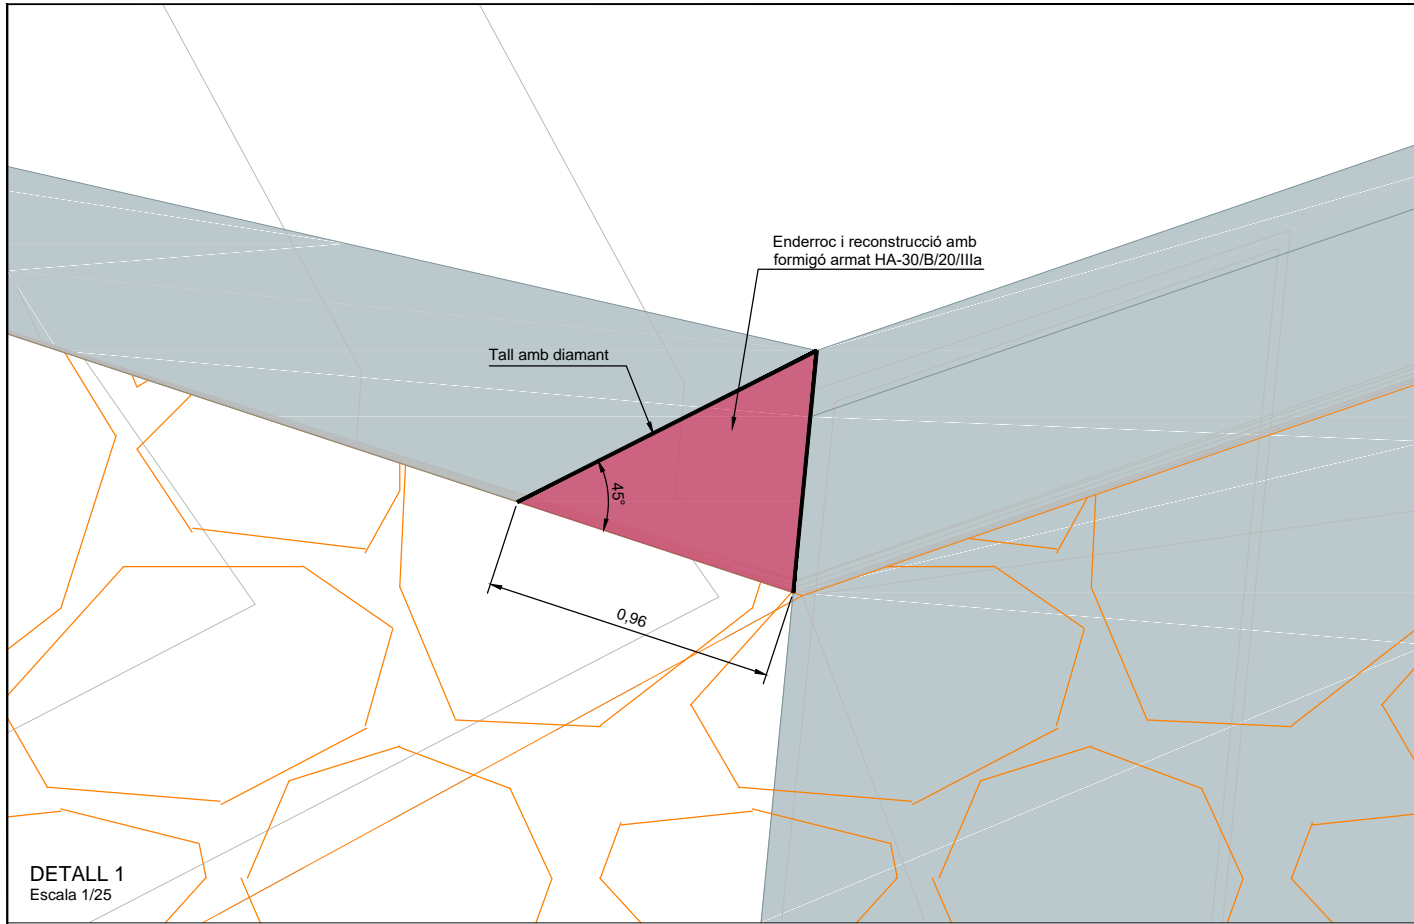 Enderroc i reconstrucció amb
formigó armat HA-30/B/20/IIIa
Tall amb diamant
45°
0,96
DETALL 1
Escala 1/25